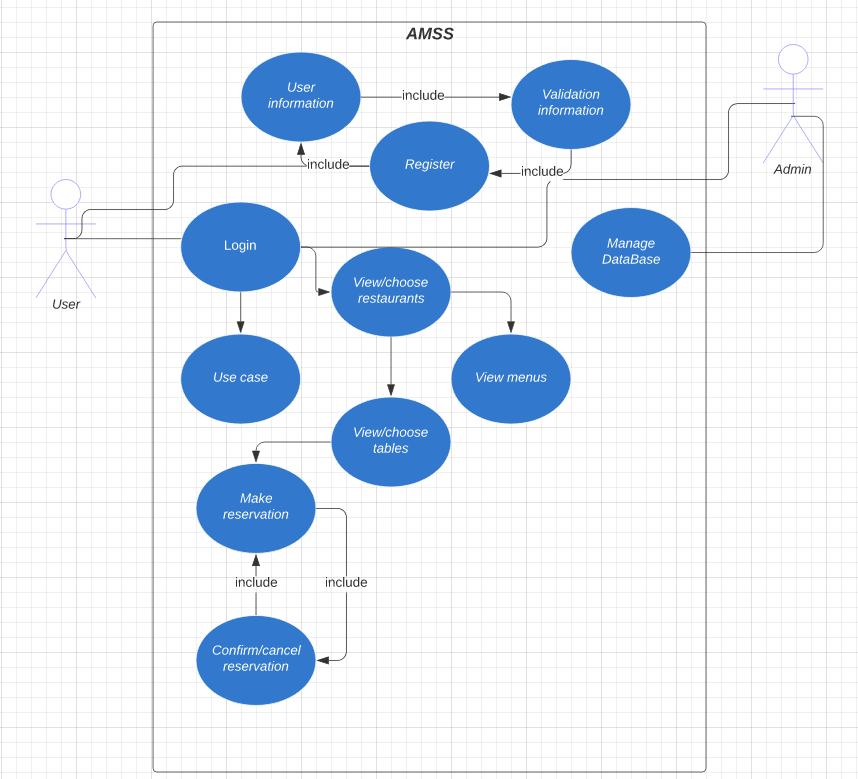 AMSS
User
information
include
Validation
information
Register
include
include
Admin
User
Login
Manage
DataBase
View/choose
restaurants
Use case
View menus
View/choose
tables
Make
reservation
include
include
Confirm/cancel
reservation